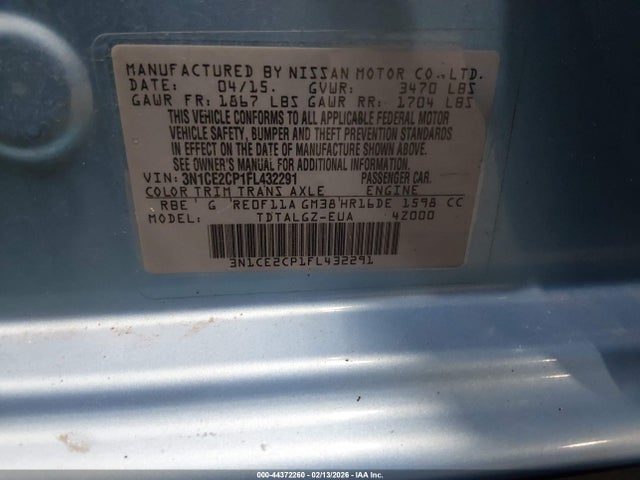 MANUFACTURED BY NISSAN MOTOR CO., LTD.
DATE: 04/15. GVWR: 3470 LBS
GAWR FR: 1867 LBS GAWR RR: 1704 LBS
THIS VEHICLE CONFORMS TO ALL APPLICABLE FEDERAL MOTOR
VEHICLE SAFETY, BUMPER AND THEFT PREVENTION STANDARDS
IN EFFECT ON THE DATE OF MANUFACTURE SHOWN ABOVE.
SEE OWNER'S MANUAL FOR ADDITIONAL INFORMATION.
VIN: 3N1CE2CP1FL432291 PASSENGER CAR.
COLOR TRIM TRANS AXLE ENGINE
RBE G RE0F11A GM38 HR16DE 1598 CC
MODEL: TDTALGZ-EUA 4Z000
3N1CE2CP1FL432291
000-44372260 - 02/13/2026 - IAA Inc.